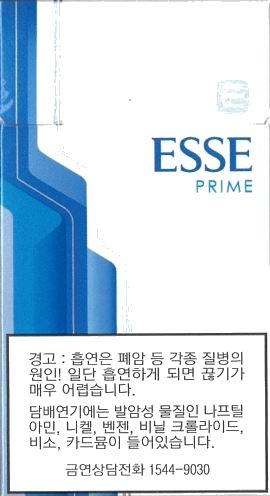 ESSE
PRIME
경고 : 흡연은 폐암 등 각종 질병의
원인! 일단 흡연하게 되면 끊기가
매우 어렵습니다.
담배연기에는 발암성 물질인 나프틸
아민, 니켈, 벤젠, 비닐 크롤라이드,
비소, 카드뮴이 들어있습니다.
금연상담전화 1544-9030